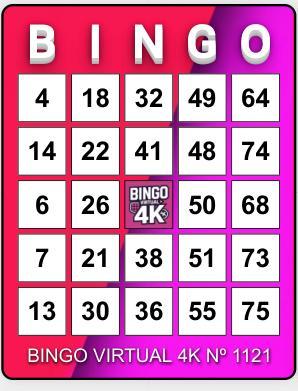 B I N G O
4 18 32 49 64
14 22 41 48 74
6 26 BINGO VIRTUAL 4K 50 68
7 21 38 51 73
13 30 36 55 75
BINGO VIRTUAL 4K Nº 1121